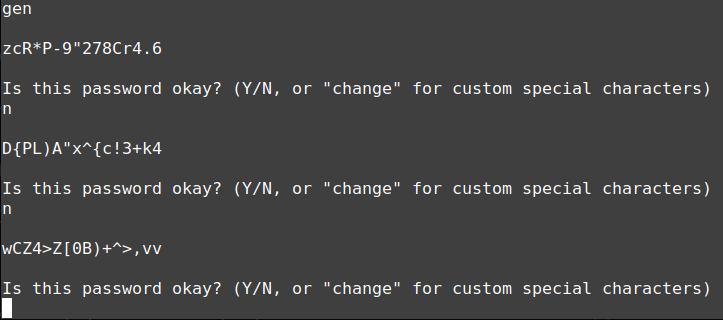 gen
zcR*P-9"278Cr4.6
Is this password okay? (Y/N, or "change" for custom special characters)
n
D{PL)A"x^{c!3+k4
Is this password okay? (Y/N, or "change" for custom special characters)
n
wCZ4>Z[0B)+^>,vv
Is this password okay? (Y/N, or "change" for custom special characters)